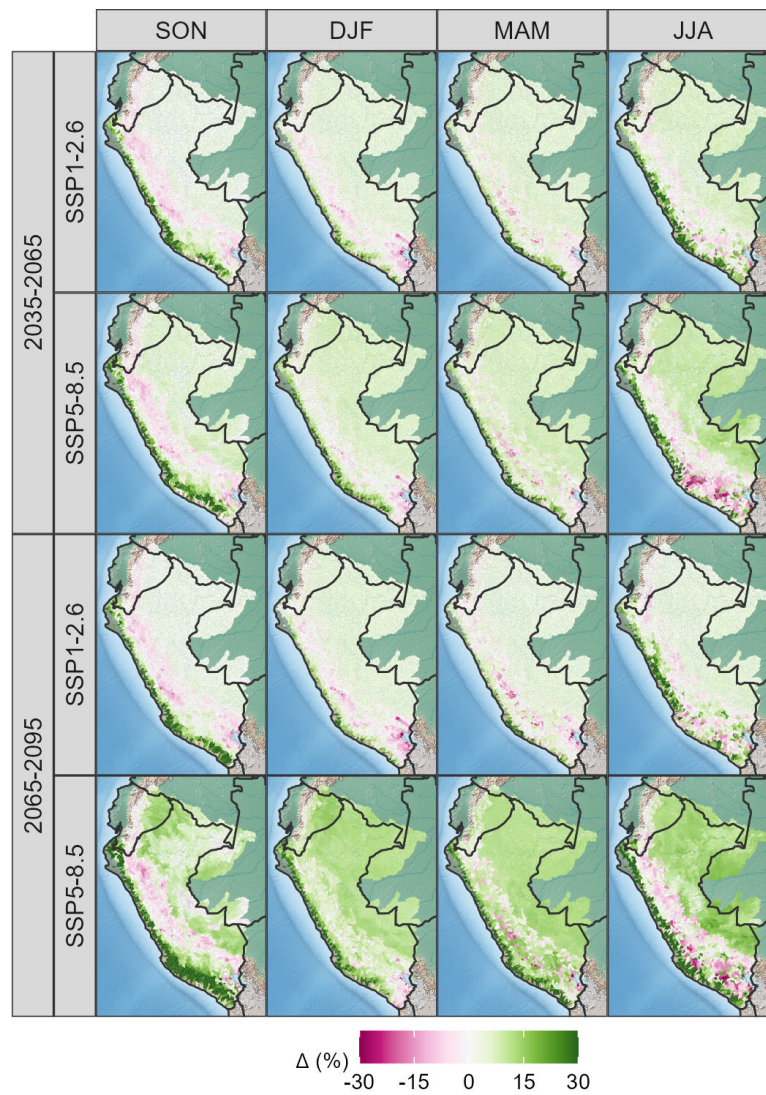 SON DJF MAM JJA
2035-2065
SSP1-2.6
SSP5-8.5
2065-2095
SSP1-2.6
SSP5-8.5
Δ (%)
-30 -15 0 15 30